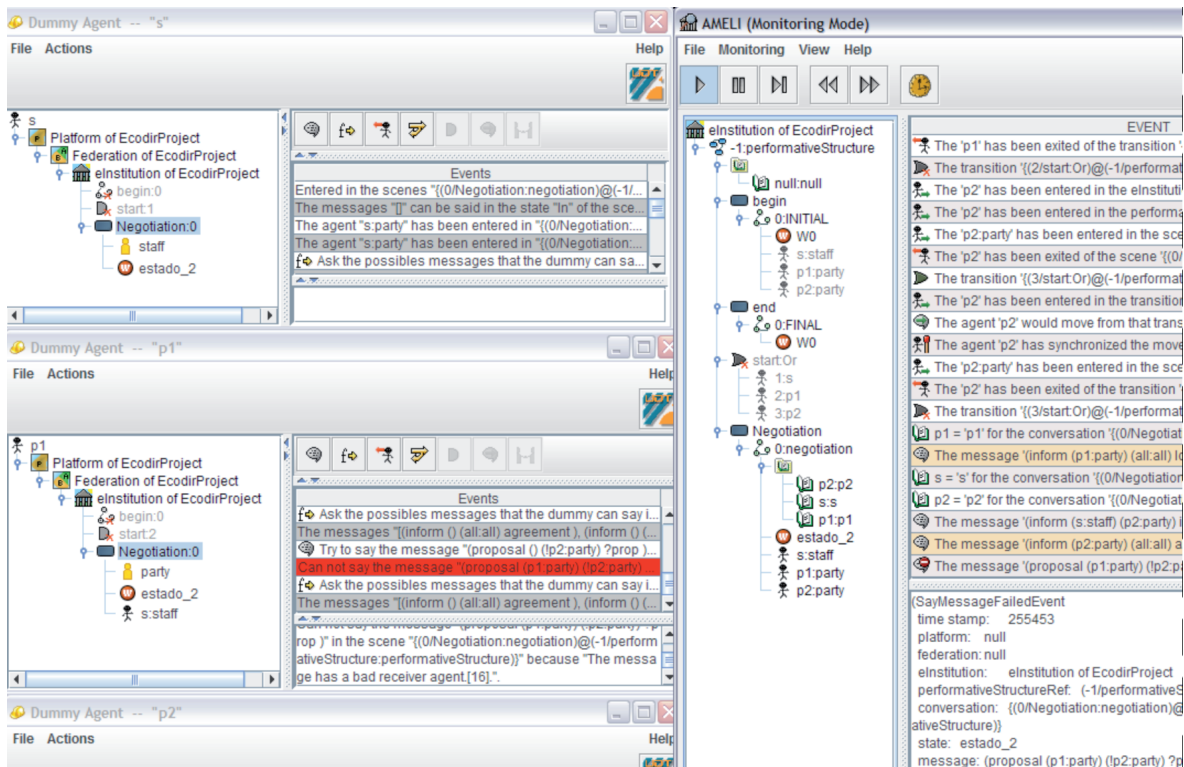 Dummy Agent -- "s"
File Actions Help
s
Platform of EcodirProject
Federation of EcodirProject
eInstitution of EcodirProject
begin:0
start:1
Negotiation:0
staff
estado_2
Events
Entered in the scenes "{(0/Negotiation:negotiation)@(-1/...
The messages "[]" can be said in the state "In" of the sce...
The agent "s:party" has been entered in "{(0/Negotiation:...
The agent "s:party" has been entered in "{(0/Negotiation:...
Ask the possibles messages that the dummy can sa...
Dummy Agent -- "p1"
File Actions Help
p1
Platform of EcodirProject
Federation of EcodirProject
eInstitution of EcodirProject
begin:0
start:2
Negotiation:0
party
estado_2
s:staff
Events
Ask the possibles messages that the dummy can say i...
The messages "[(inform () (all:all) agreement ), (inform () (...
Try to say the message "(proposal () (!p2:party) ?prop )...
Can not say the message "(proposal (p1:party) (!p2:party) ...
Ask the possibles messages that the dummy can say i...
The messages "[(inform () (all:all) agreement ), (inform () (...
rop )" in the scene "{(0/Negotiation:negotiation)@(-1/perform
ativeStructure:performativeStructure)}" because "The messa
ge has a bad receiver agent.[16].".
Dummy Agent -- "p2"
File Actions Help
AMELI (Monitoring Mode)
File Monitoring View Help
eInstitution of EcodirProject
-1:performativeStructure
null:null
begin
0:INITIAL
W0
s:staff
p1:party
p2:party
end
0:FINAL
W0
start:Or
1:s
2:p1
3:p2
Negotiation
0:negotiation
p2:p2
s:s
p1:p1
estado_2
s:staff
p1:party
p2:party
EVENT
The 'p1' has been exited of the transition '
The transition '{(2/start:Or)@(-1/performat
The 'p2' has been entered in the eInstituti
The 'p2' has been entered in the performa
The 'p2:party' has been entered in the sce
The 'p2' has been exited of the scene '{(0/
The transition '{(3/start:Or)@(-1/performat
The 'p2' has been entered in the transition
The agent 'p2' would move from that trans
The agent 'p2' has synchronized the move
The 'p2:party' has been entered in the sce
The 'p2' has been exited of the transition '
The transition '{(3/start:Or)@(-1/performat
p1 = 'p1' for the conversation '{(0/Negotiat
The message '(inform (p1:party) (all:all) lo
s = 's' for the conversation '{(0/Negotiation
p2 = 'p2' for the conversation '{(0/Negotiat
The message '(inform (s:staff) (p2:party) i
The message '(inform (p2:party) (all:all) a
The message '(proposal (p1:party) (!p2:pa
(SayMessageFailedEvent
time stamp: 255453
platform: null
federation: null
eInstitution: eInstitution of EcodirProject
performativeStructureRef: (-1/performativeS
conversation: {(0/Negotiation:negotiation)@
ativeStructure)}
state: estado_2
message: (proposal (p1:party) (!p2:party) ?p